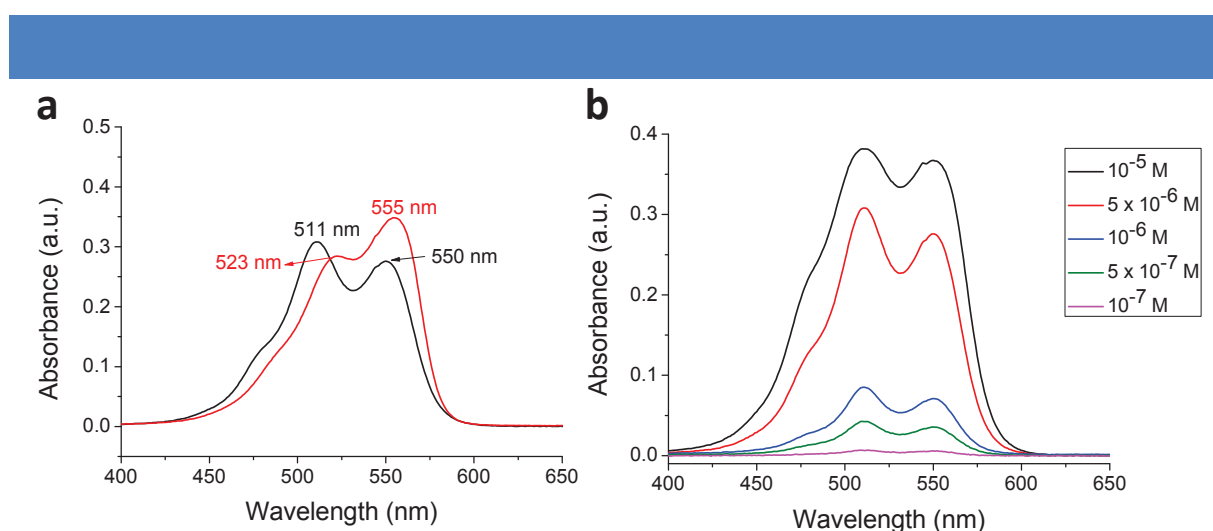 a
b
0.5
0.4
0.3
0.2
0.1
0.0
Absorbance (a.u.)
511 nm
555 nm
523 nm
550 nm
400 450 500 550 600 650
Wavelength (nm)
0.4
0.3
0.2
0.1
0.0
Absorbance (a.u.)
10⁻⁵ M
5 x 10⁻⁶ M
10⁻⁶ M
5 x 10⁻⁷ M
10⁻⁷ M
400 450 500 550 600 650
Wavelength (nm)